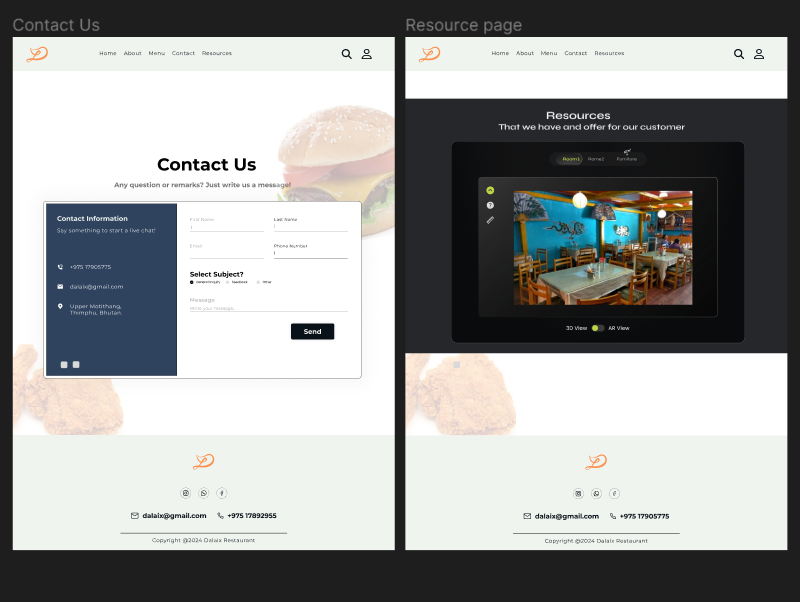 Contact Us
Home About Menu Contact Resources
Contact Us
Any question or remarks? Just write us a message!
Contact Information
Say something to start a live chat!
+975 17905775
dalaix@gmail.com
Upper Motithang,
Thimphu, Bhutan.
First Name
Last Name
Email
Phone Number
Select Subject?
General Inquiry Feedback Other
Message
Write your message..
Send
dalaix@gmail.com +975 17892955
Copyright @2024 Dalaix Restaurant
Resource page
Home About Menu Contact Resources
Resources
That we have and offer for our customer
Room1 Rome2 Furniture
3D View AR View
dalaix@gmail.com +975 17905775
Copyright @2024 Dalaix Restaurant